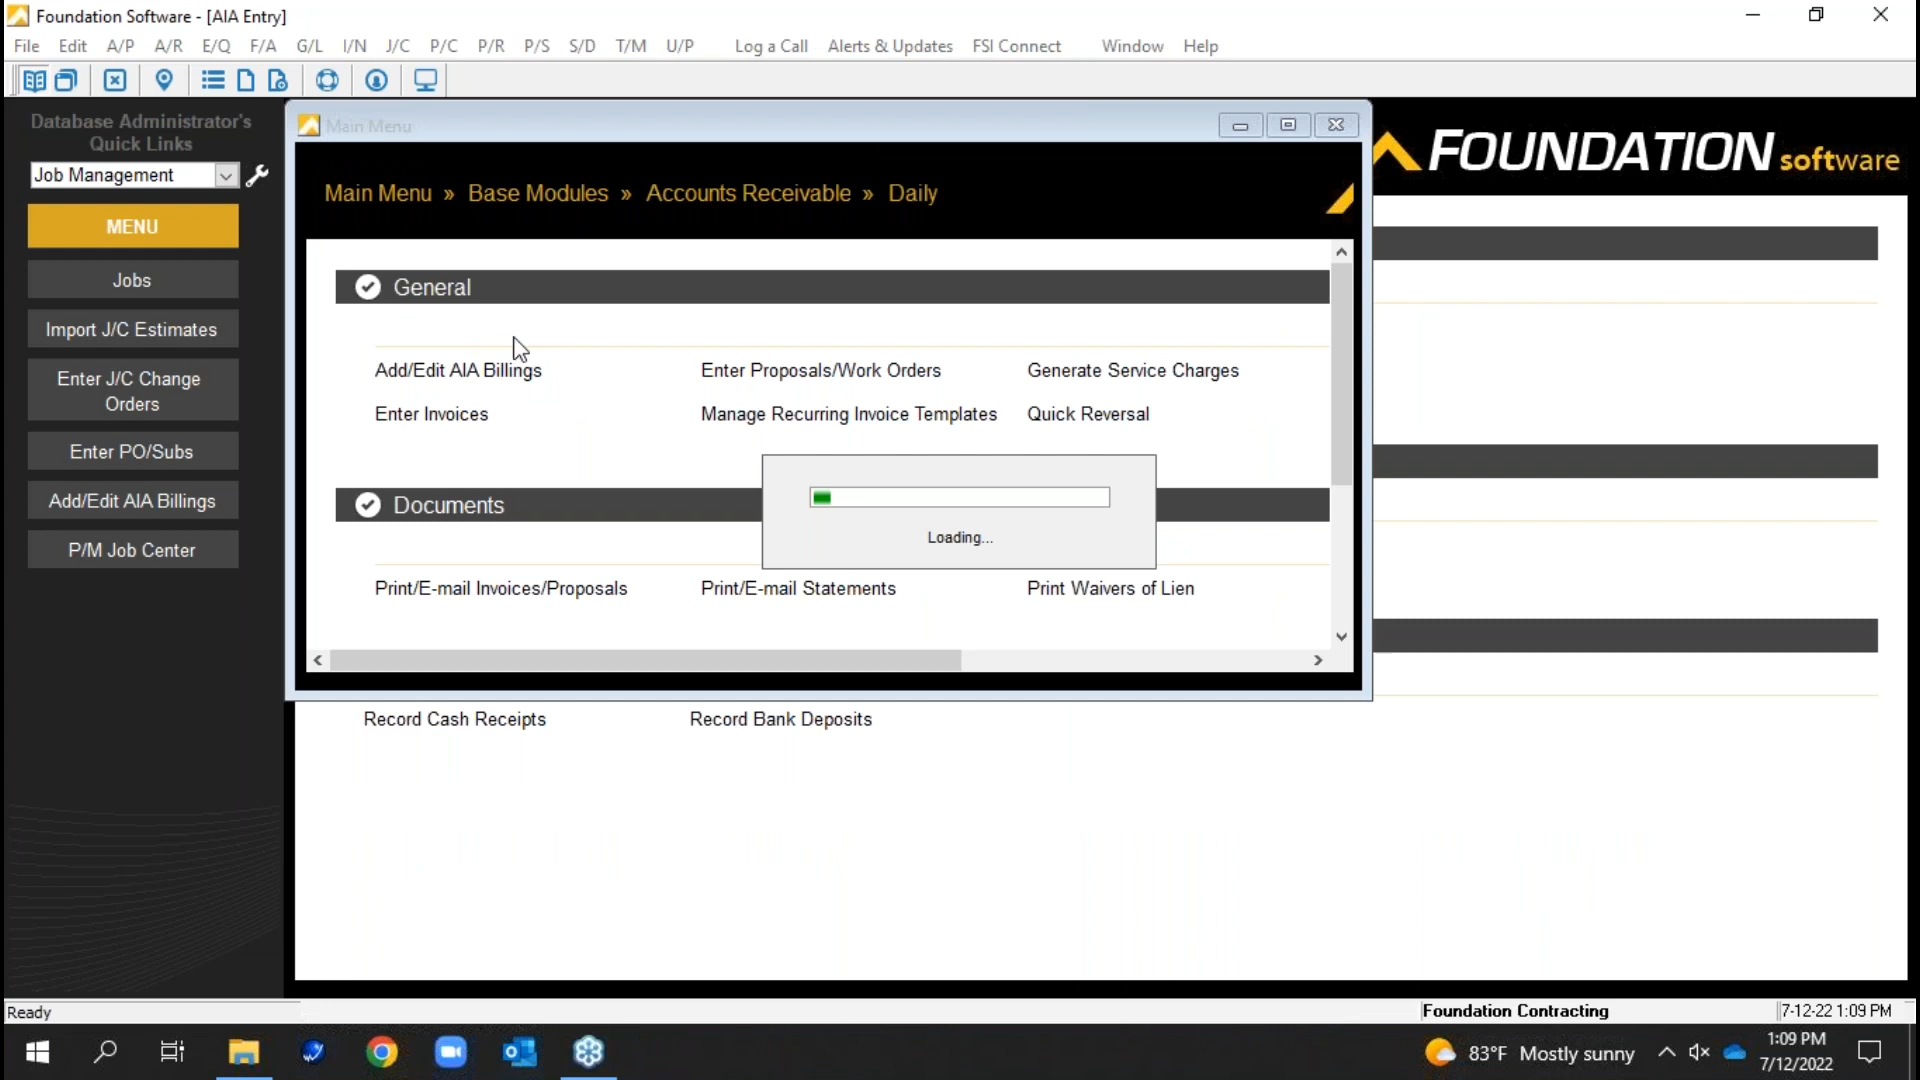 Foundation Software - [AIA Entry]
File Edit A/P A/R E/Q F/A G/L I/N J/C P/C P/R P/S S/D T/M U/P Log a Call Alerts & Updates FSI Connect Window Help
Database Administrator's
Quick Links
Job Management
MENU
Jobs
Import J/C Estimates
Enter J/C Change
Orders
Enter PO/Subs
Add/Edit AIA Billings
P/M Job Center
Main Menu
FOUNDATION software
Main Menu » Base Modules » Accounts Receivable » Daily
General
Add/Edit AIA Billings Enter Proposals/Work Orders Generate Service Charges
Enter Invoices Manage Recurring Invoice Templates Quick Reversal
Documents
Loading...
Print/E-mail Invoices/Proposals Print/E-mail Statements Print Waivers of Lien
Record Cash Receipts Record Bank Deposits
Ready Foundation Contracting 7-12-22 1:09 PM
83°F Mostly sunny
1:09 PM
7/12/2022